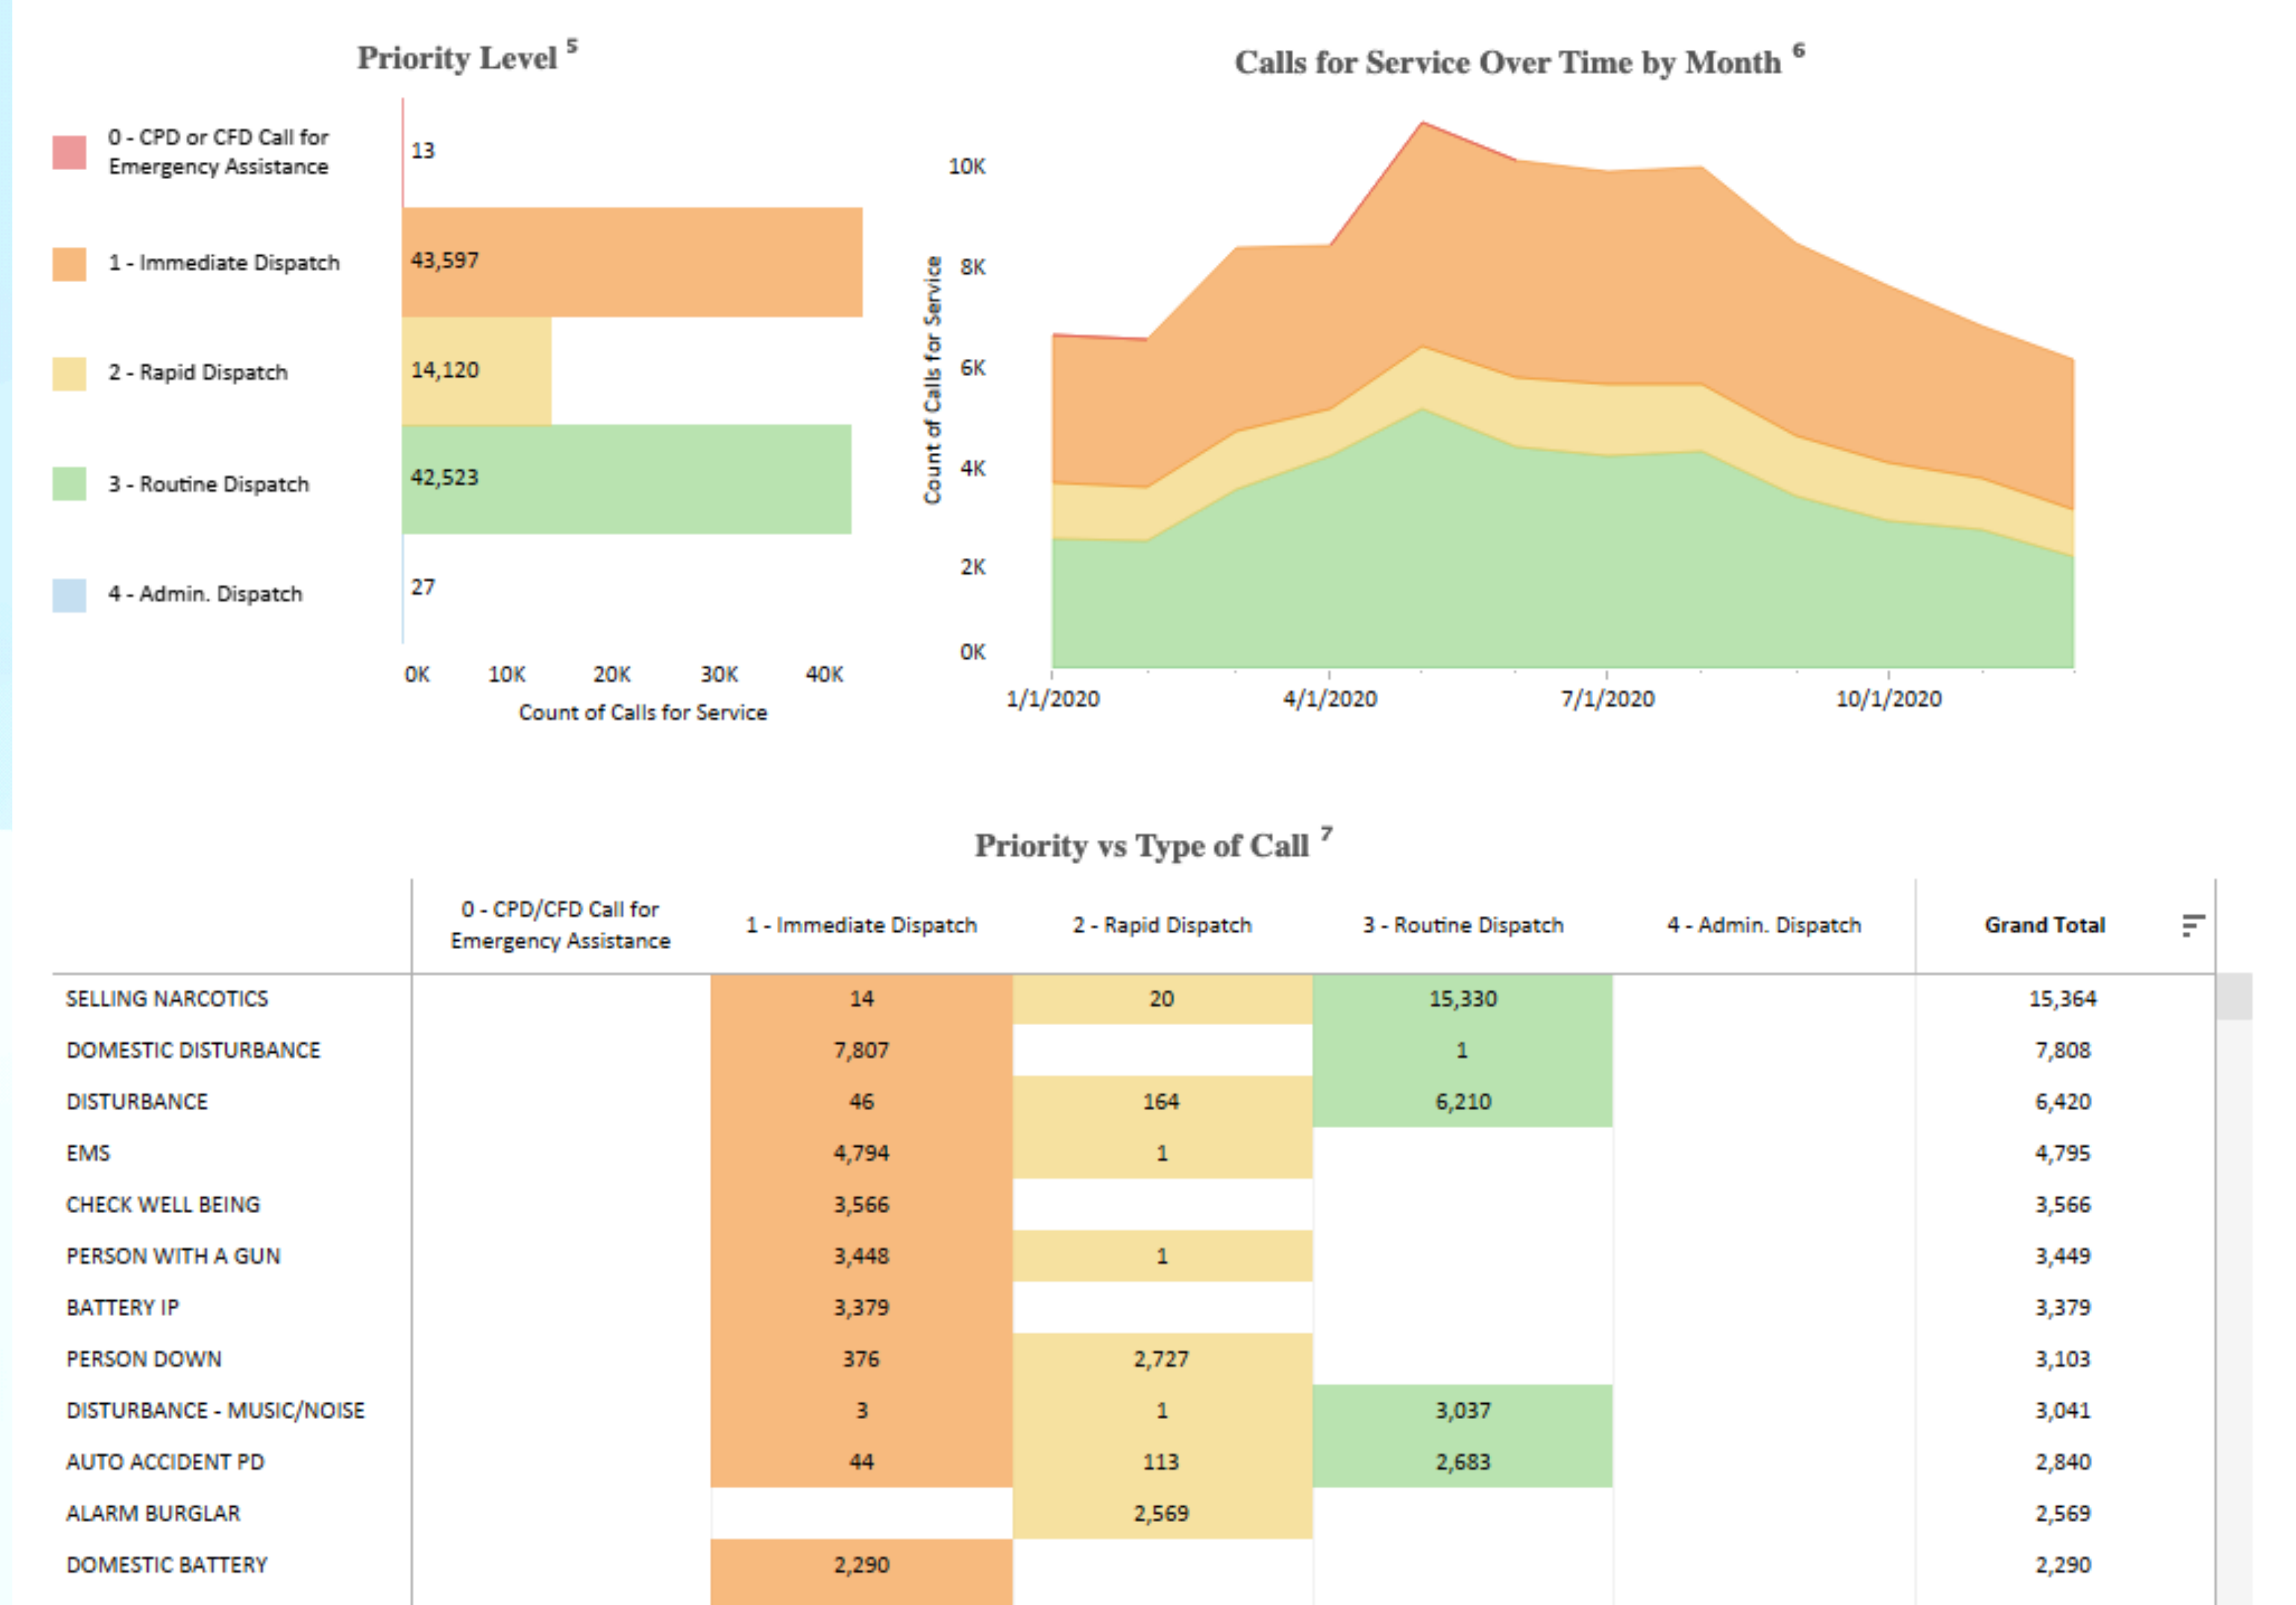 Priority Level 5
0 - CPD or CFD Call for
Emergency Assistance
13
1 - Immediate Dispatch
43,597
2 - Rapid Dispatch
14,120
3 - Routine Dispatch
42,523
4 - Admin. Dispatch
27
0K 10K 20K 30K 40K
Count of Calls for Service
Calls for Service Over Time by Month 6
Count of Calls for Service
10K
8K
6K
4K
2K
0K
1/1/2020 4/1/2020 7/1/2020 10/1/2020
Priority vs Type of Call 7
0 - CPD/CFD Call for
Emergency Assistance
1 - Immediate Dispatch 2 - Rapid Dispatch 3 - Routine Dispatch 4 - Admin. Dispatch Grand Total
SELLING NARCOTICS 14 20 15,330 15,364
DOMESTIC DISTURBANCE 7,807 1 7,808
DISTURBANCE 46 164 6,210 6,420
EMS 4,794 1 4,795
CHECK WELL BEING 3,566 3,566
PERSON WITH A GUN 3,448 1 3,449
BATTERY IP 3,379 3,379
PERSON DOWN 376 2,727 3,103
DISTURBANCE - MUSIC/NOISE 3 1 3,037 3,041
AUTO ACCIDENT PD 44 113 2,683 2,840
ALARM BURGLAR 2,569 2,569
DOMESTIC BATTERY 2,290 2,290